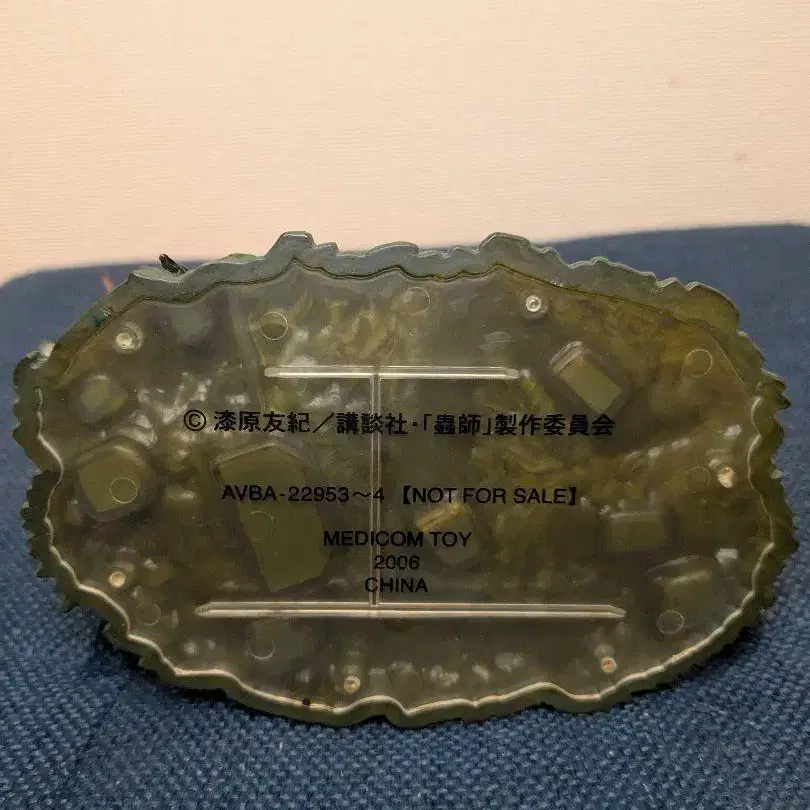 © 漆原友紀／講談社・「蟲師」製作委員会
AVBA-22953～4 【NOT FOR SALE】
MEDICOM TOY
2006
CHINA